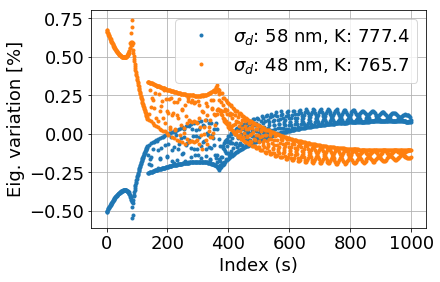 0.75
0.50
0.25
0.00
−0.25
−0.50
Eig. variation [%]
σd: 58 nm, K: 777.4
σd: 48 nm, K: 765.7
0 200 400 600 800 1000
Index (s)